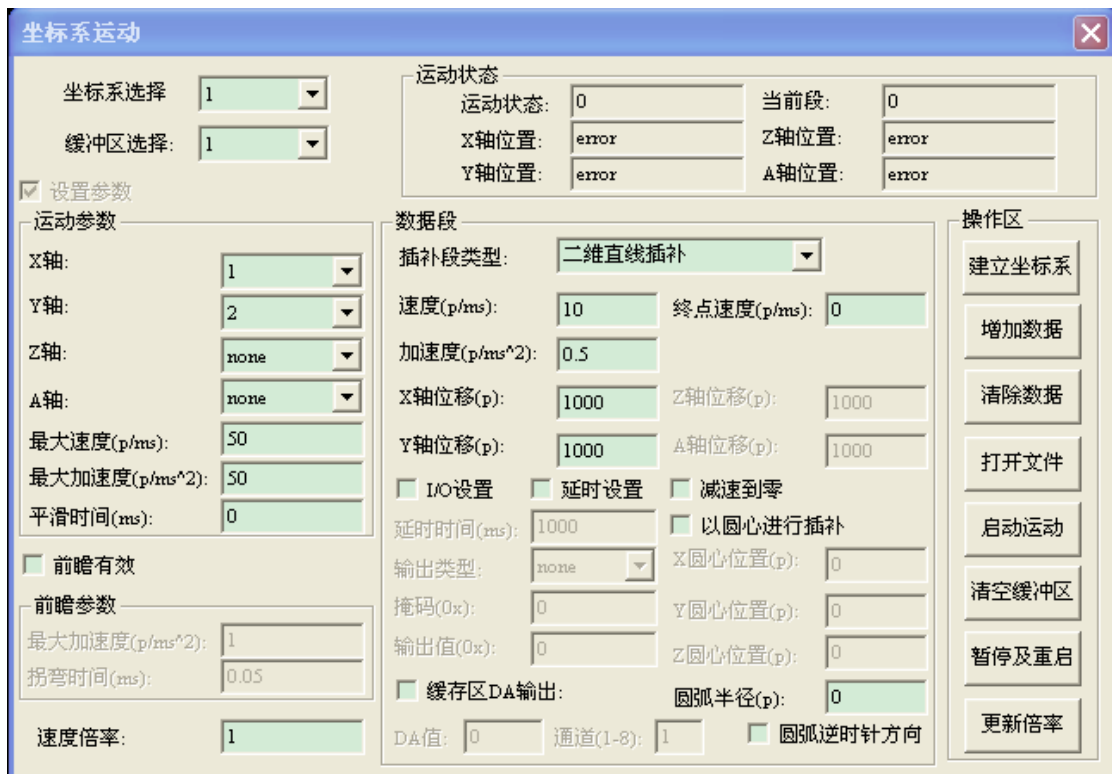 坐标系运动
坐标系选择 1
缓冲区选择: 1
设置参数
运动状态
运动状态: 0 当前段: 0
X轴位置: error Z轴位置: error
Y轴位置: error A轴位置: error
运动参数
X轴: 1
Y轴: 2
Z轴: none
A轴: none
最大速度(p/ms): 50
最大加速度(p/ms^2): 50
平滑时间(ms): 0
前瞻有效
前瞻参数
最大加速度(p/ms^2): 1
拐弯时间(ms): 0.05
速度倍率: 1
数据段
插补段类型: 二维直线插补
速度(p/ms): 10 终点速度(p/ms): 0
加速度(p/ms^2): 0.5
X轴位移(p): 1000 Z轴位移(p): 1000
Y轴位移(p): 1000 A轴位移(p): 1000
I/O设置 延时设置 减速到零
延时时间(ms): 1000 以圆心进行插补
输出类型: none X圆心位置(p): 0
掩码(0x): 0 Y圆心位置(p): 0
输出值(0x): 0 Z圆心位置(p): 0
缓存区DA输出: 圆弧半径(p): 0
DA值: 0 通道(1-8): 1 圆弧逆时针方向
操作区
建立坐标系
增加数据
清除数据
打开文件
启动运动
清空缓冲区
暂停及重启
更新倍率